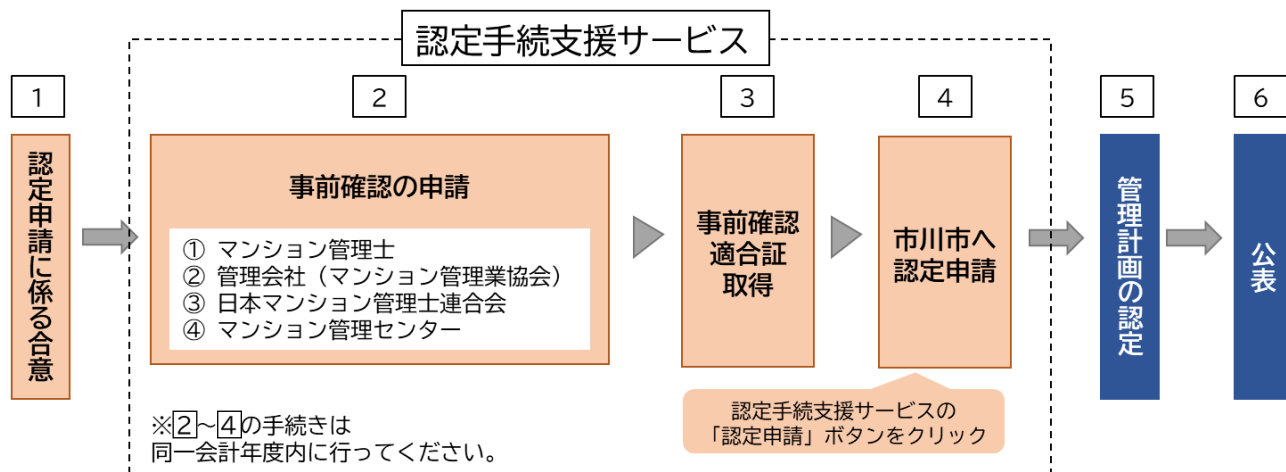 認定手続支援サービス
1
認定申請に係る合意
2
事前確認の申請
① マンション管理士
② 管理会社（マンション管理業協会）
③ 日本マンション管理士連合会
④ マンション管理センター
※2～4の手続きは
同一会計年度内に行ってください。
3
事前確認
適合証
取得
4
市川市へ
認定申請
認定手続支援サービスの
「認定申請」ボタンをクリック
5
管理計画の認定
6
公表